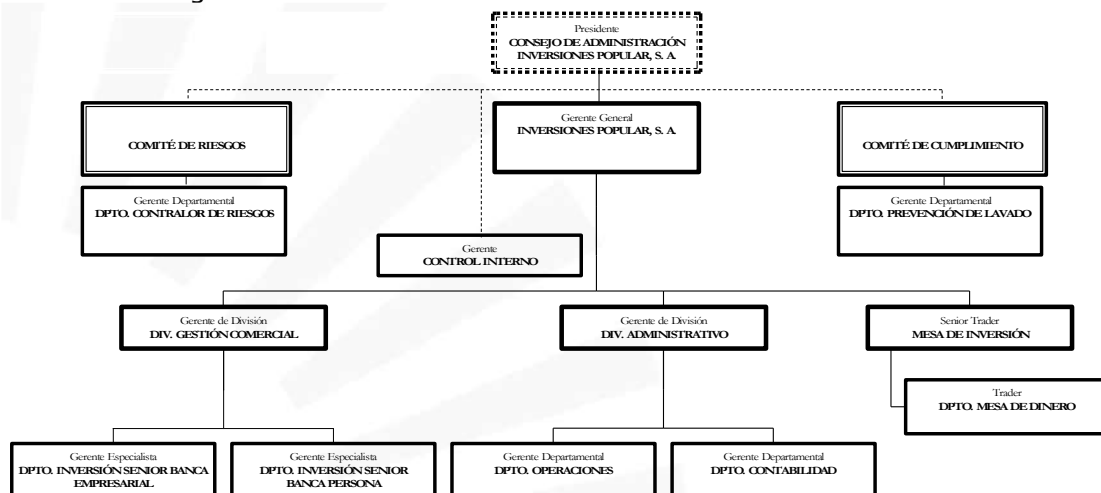 Presidente
CONSEJO DE ADMINISTRACIÓN
INVERSIONES POPULAR, S. A.
COMITÉ DE RIESGOS
Gerente General
INVERSIONES POPULAR, S. A.
COMITÉ DE CUMPLIMIENTO
Gerente Departamental
DPTO. CONTRALOR DE RIESGOS
Gerente Departamental
DPTO. PREVENCIÓN DE LAVADO
Gerente
CONTROL INTERNO
Gerente de División
DIV. GESTIÓN COMERCIAL
Gerente de División
DIV. ADMINISTRATIVO
Senior Trader
MESA DE INVERSIÓN
Trader
DPTO. MESA DE DINERO
Gerente Especialista
DPTO. INVERSIÓN SENIOR BANCA
EMPRESARIAL
Gerente Especialista
DPTO. INVERSIÓN SENIOR
BANCA PERSONA
Gerente Departamental
DPTO. OPERACIONES
Gerente Departamental
DPTO. CONTABILIDAD